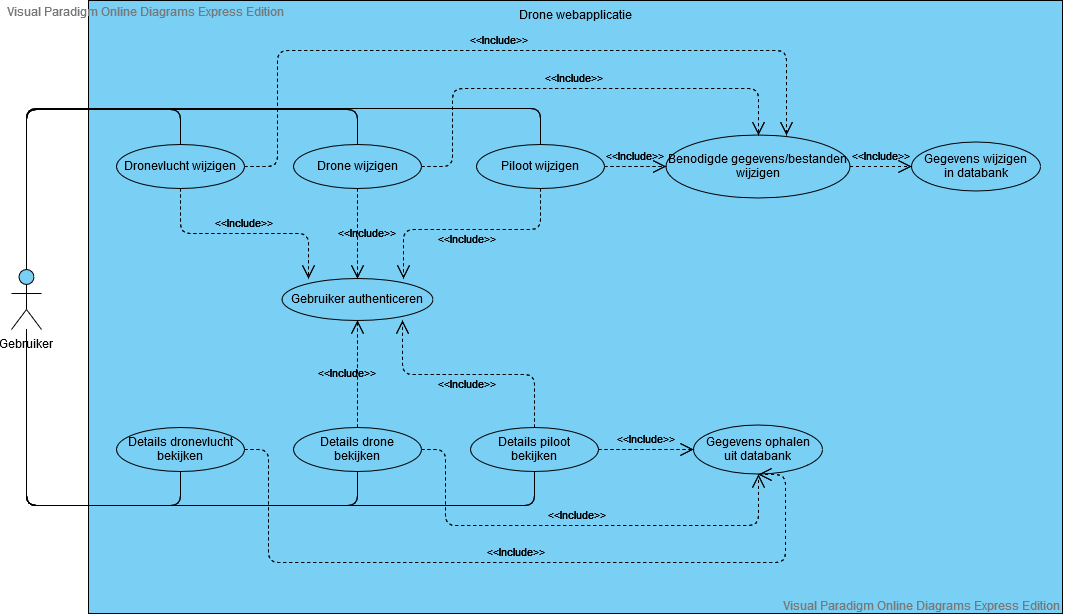 Visual Paradigm Online Diagrams Express Edition
Drone webapplicatie
<<Include>>
<<Include>>
Dronevlucht wijzigen
Drone wijzigen
Piloot wijzigen
<<Include>>
Benodigde gegevens/bestanden
wijzigen
<<Include>>
Gegevens wijzigen
in databank
<<Include>>
<<Include>>
<<Include>>
Gebruiker authenticeren
Gebruiker
<<Include>>
<<Include>>
Details dronevlucht
bekijken
Details drone
bekijken
Details piloot
bekijken
<<Include>>
Gegevens ophalen
uit databank
<<Include>>
<<Include>>
Visual Paradigm Online Diagrams Express Edition